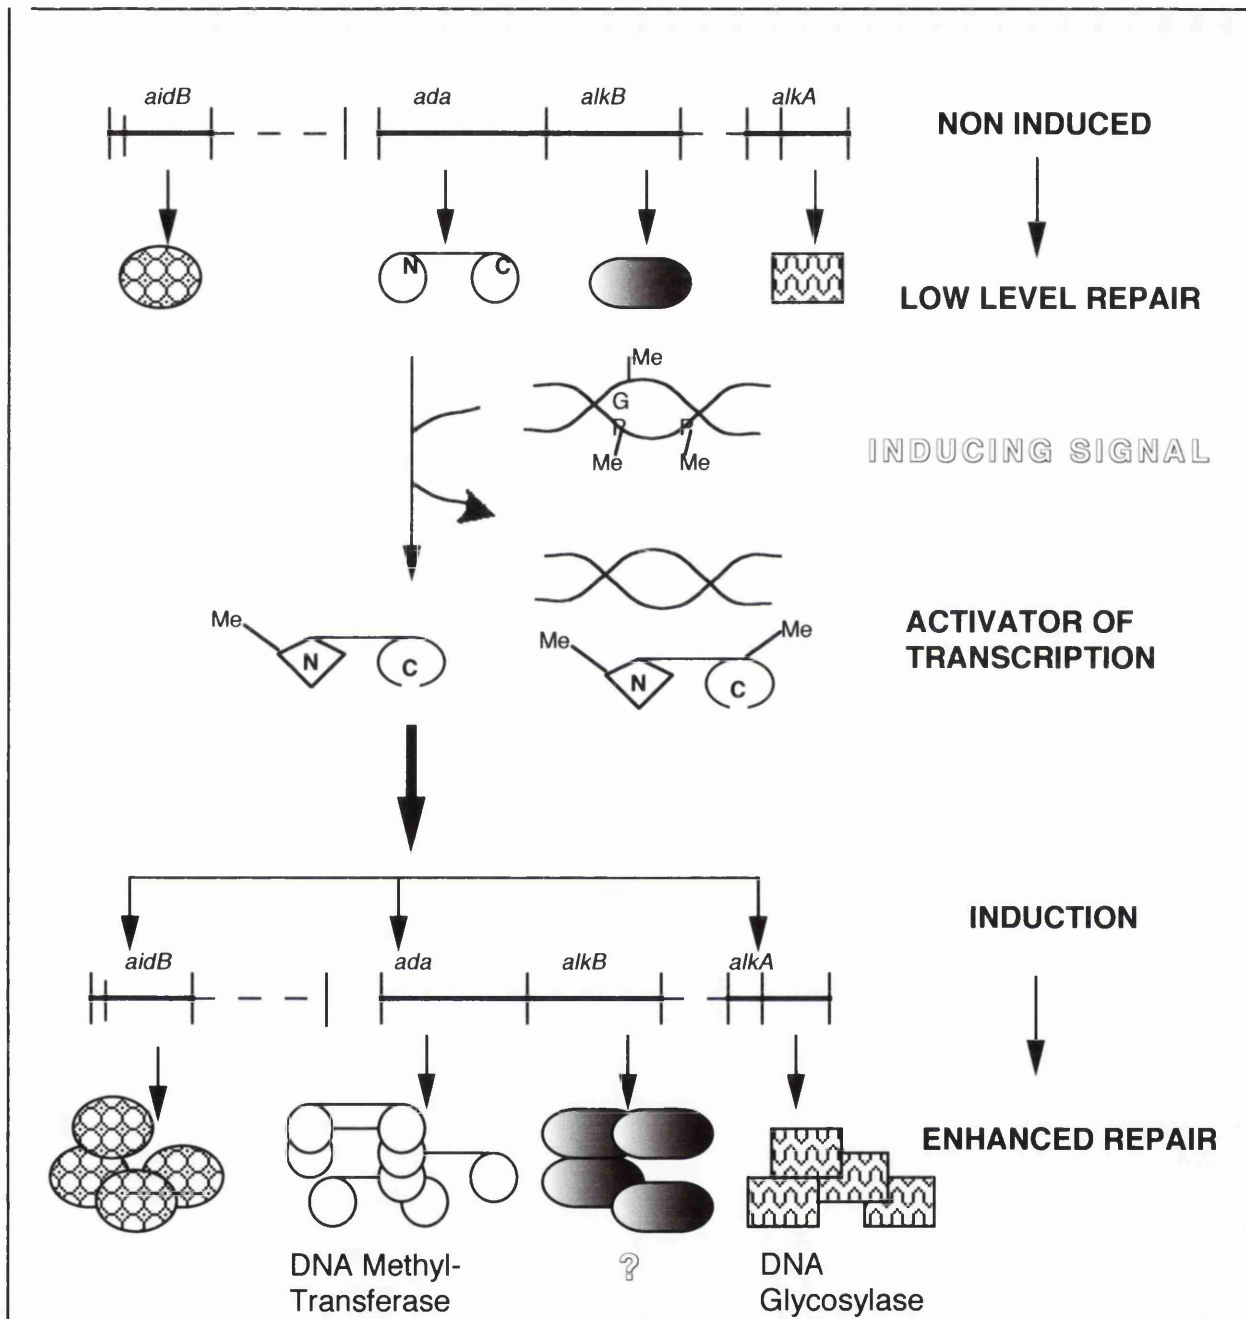 aidB ada alkB alkA
NON INDUCED
N C
LOW LEVEL REPAIR
Me
G
P P
Me Me
INDUCING SIGNAL
Me N C
Me N C Me
ACTIVATOR OF
TRANSCRIPTION
INDUCTION
aidB ada alkB alkA
ENHANCED REPAIR
DNA Methyl-
Transferase
?
DNA
Glycosylase